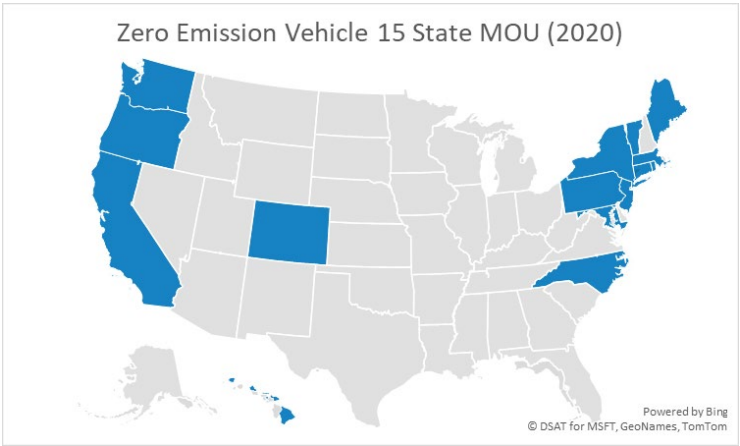 Zero Emission Vehicle 15 State MOU (2020)
Powered by Bing
© DSAT for MSFT, GeoNames, TomTom